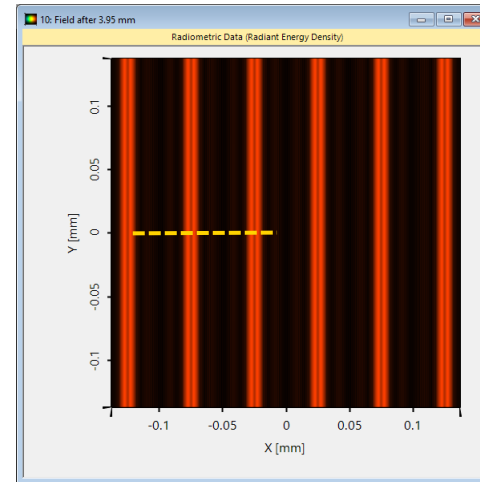 10: Field after 3.95 mm
Radiometric Data (Radiant Energy Density)
0.1
0.05
0
-0.05
-0.1
Y [mm]
-0.1
-0.05
0
0.05
0.1
X [mm]